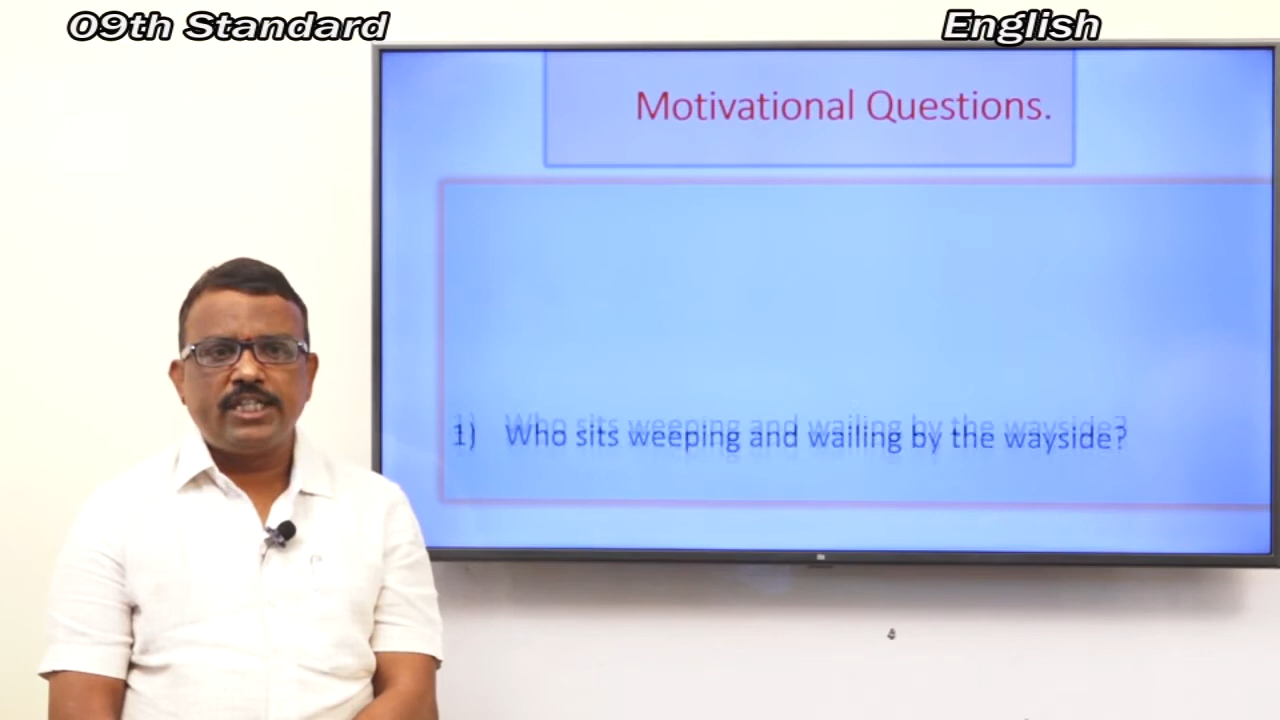 09th Standard
English
Motivational Questions.
1) Who sits weeping and wailing by the wayside?